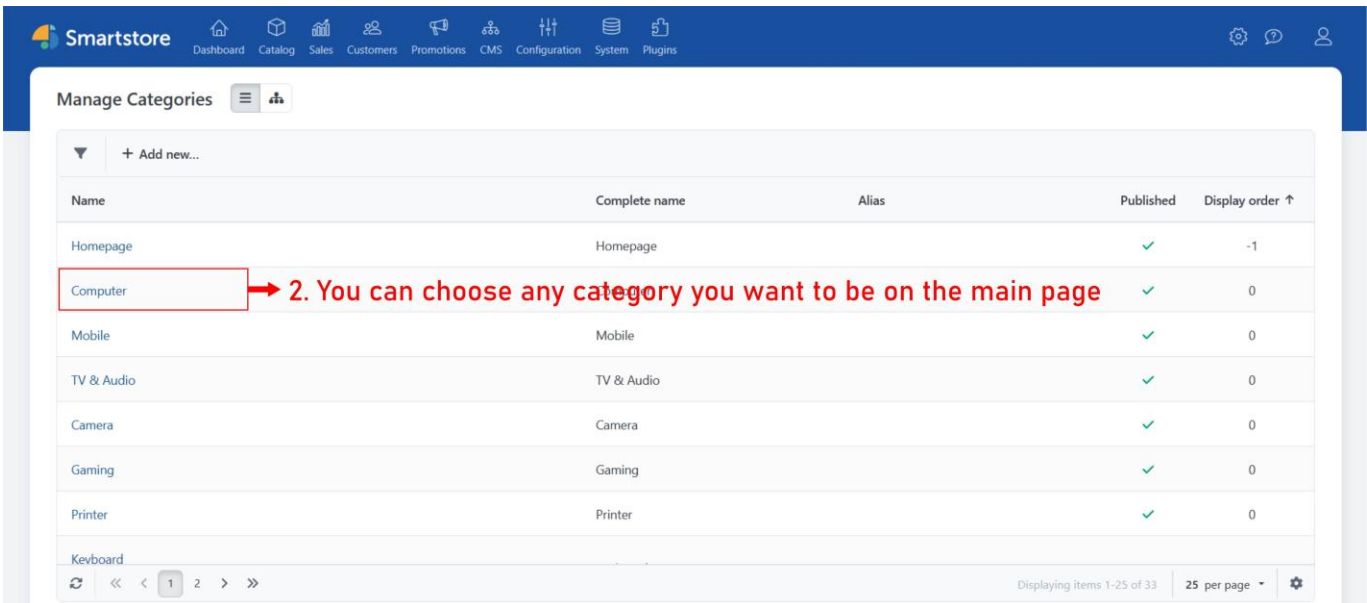 Smartstore
Dashboard Catalog Sales Customers Promotions CMS Configuration System Plugins
Manage Categories
+ Add new...
Name Complete name Alias Published Display order ↑
Homepage Homepage -1
Computer 2. You can choose any category you want to be on the main page 0
Mobile Mobile 0
TV & Audio TV & Audio 0
Camera Camera 0
Gaming Gaming 0
Printer Printer 0
Keyboard
1 2 Displaying items 1-25 of 33 25 per page